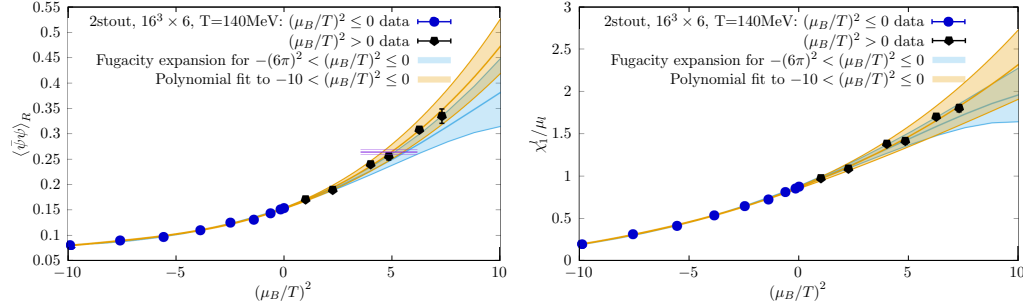 2stout, 16³ × 6, T=140MeV: (μ_B/T)² ≤ 0 data
(μ_B/T)² > 0 data
Fugacity expansion for −(6π)² < (μ_B/T)² ≤ 0
Polynomial fit to −10 < (μ_B/T)² ≤ 0
⟨ψ̄ψ⟩_R
0.55
0.5
0.45
0.4
0.35
0.3
0.25
0.2
0.15
0.1
0.05
−10 −5 0 5 10
(μ_B/T)²
2stout, 16³ × 6, T=140MeV: (μ_B/T)² ≤ 0 data
(μ_B/T)² > 0 data
Fugacity expansion for −(6π)² < (μ_B/T)² ≤ 0
Polynomial fit to −10 < (μ_B/T)² ≤ 0
χ₁ˡ/μ_l
3
2.5
2
1.5
1
0.5
0
−10 −5 0 5 10
(μ_B/T)²